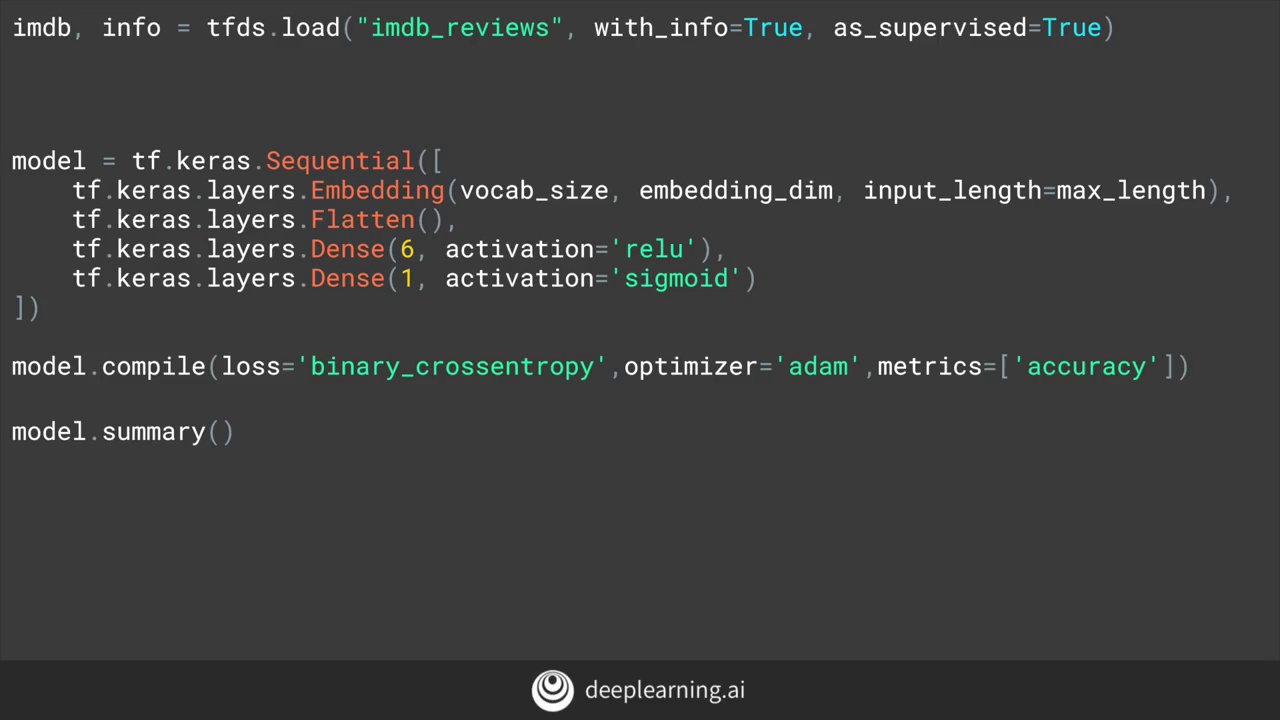 imdb, info = tfds.load("imdb_reviews", with_info=True, as_supervised=True)
model = tf.keras.Sequential([
    tf.keras.layers.Embedding(vocab_size, embedding_dim, input_length=max_length),
    tf.keras.layers.Flatten(),
    tf.keras.layers.Dense(6, activation='relu'),
    tf.keras.layers.Dense(1, activation='sigmoid')
])
model.compile(loss='binary_crossentropy',optimizer='adam',metrics=['accuracy'])
model.summary()
deeplearning.ai